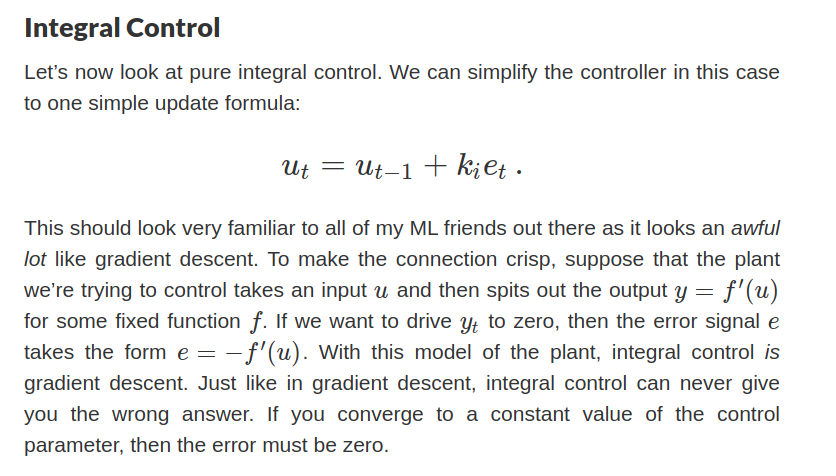 Integral Control
Let’s now look at pure integral control. We can simplify the controller in this case
to one simple update formula:
u_t = u_{t−1} + k_i e_t .
This should look very familiar to all of my ML friends out there as it looks an awful
lot like gradient descent. To make the connection crisp, suppose that the plant
we’re trying to control takes an input u and then spits out the output y = f′(u)
for some fixed function f. If we want to drive y_t to zero, then the error signal e
takes the form e = −f′(u). With this model of the plant, integral control is
gradient descent. Just like in gradient descent, integral control can never give
you the wrong answer. If you converge to a constant value of the control
parameter, then the error must be zero.